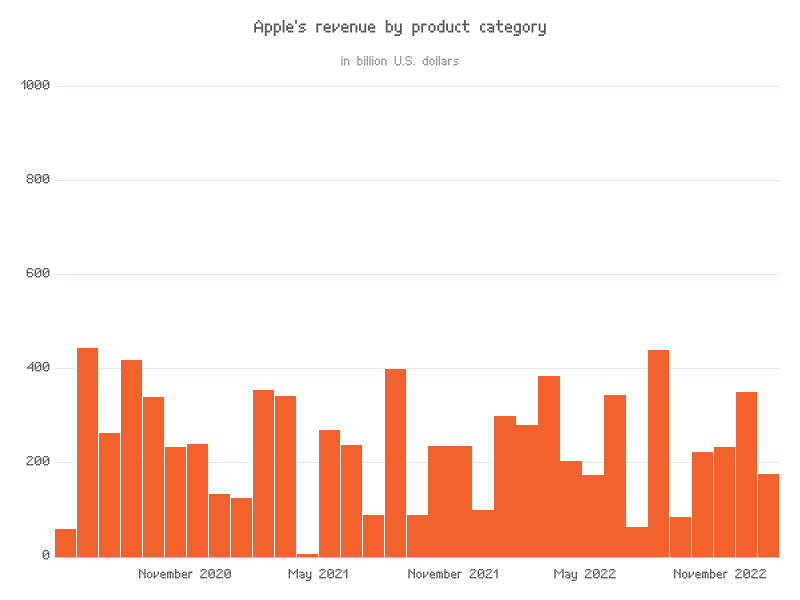 Apple's revenue by product category
in billion U.S. dollars
1000
800
600
400
200
0
November 2020 May 2021 November 2021 May 2022 November 2022